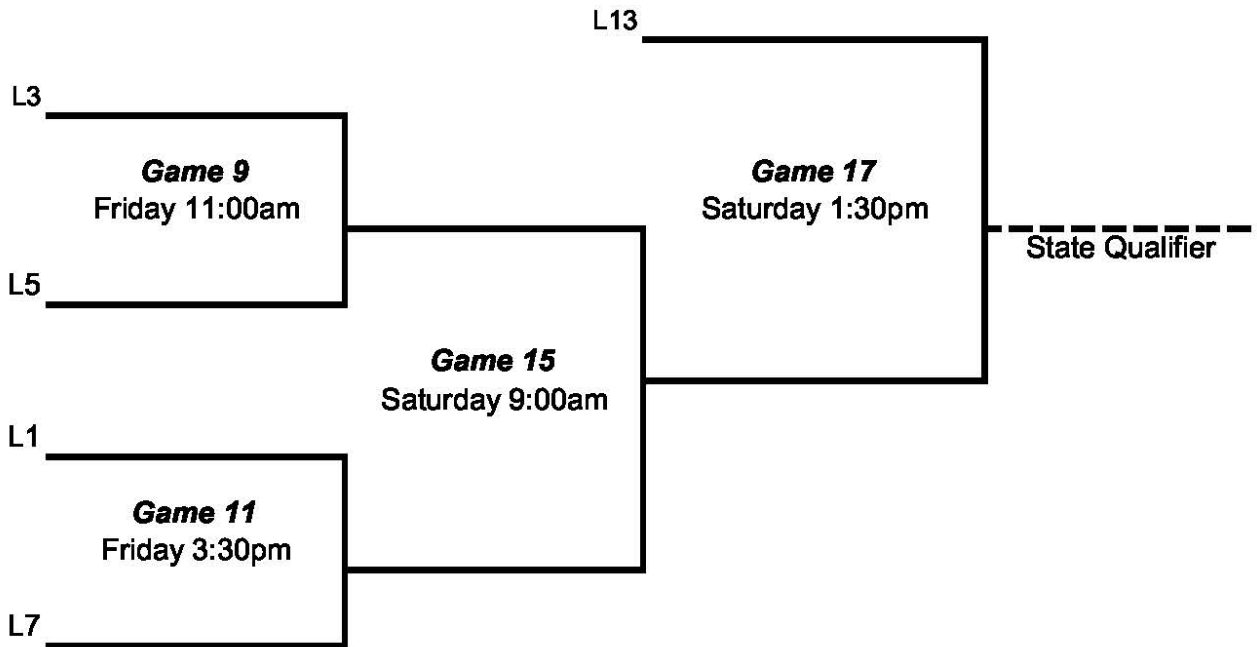 L13
L3
Game 9
Friday 11:00am
Game 17
Saturday 1:30pm
State Qualifier
L5
Game 15
Saturday 9:00am
L1
Game 11
Friday 3:30pm
L7